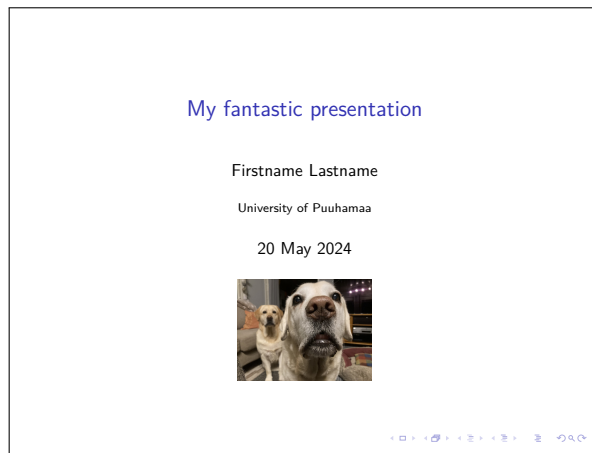 My fantastic presentation
Firstname Lastname
University of Puuhamaa
20 May 2024